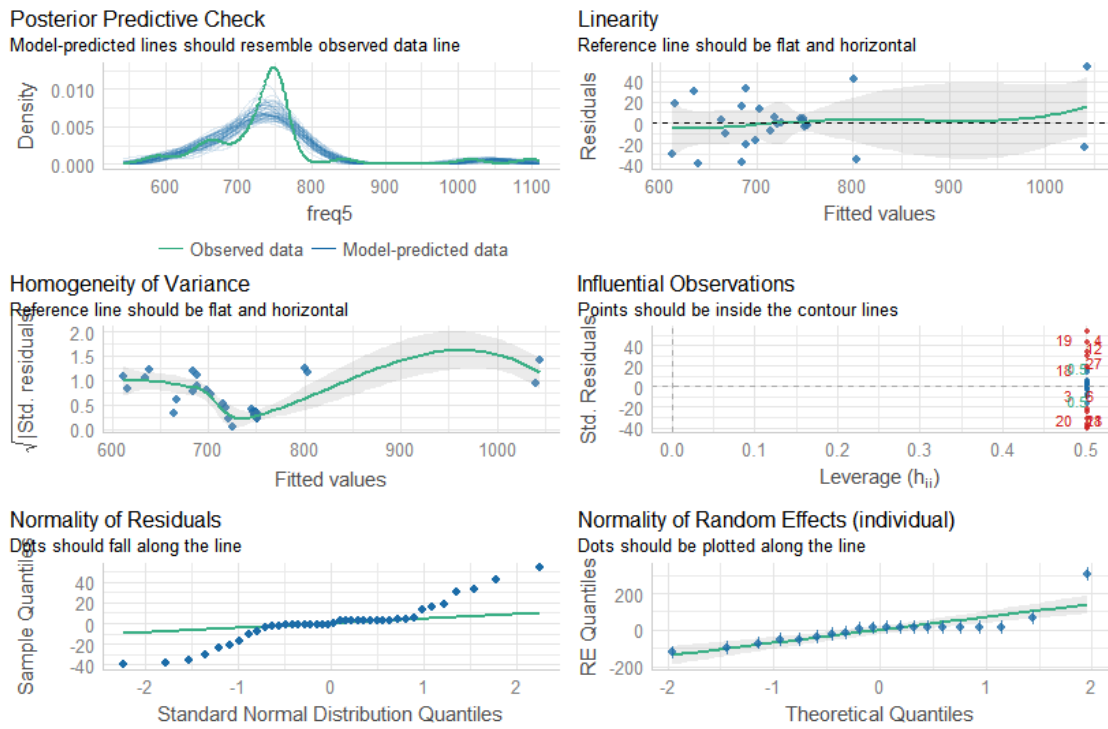 Posterior Predictive Check
Model-predicted lines should resemble observed data line
Density
0.010
0.005
0.000
600 700 800 900 1000 1100
freq5
Observed data Model-predicted data
Linearity
Reference line should be flat and horizontal
Residuals
40
20
0
-20
-40
600 700 800 900 1000
Fitted values
Homogeneity of Variance
Reference line should be flat and horizontal
√|Std. residuals|
2.0
1.5
1.0
0.5
0.0
600 700 800 900 1000
Fitted values
Influential Observations
Points should be inside the contour lines
Std. Residuals
40
20
0
-20
-40
19 4
12
27
18 0.5
3 6
0.5
20
0.0 0.1 0.2 0.3 0.4 0.5
Leverage (hii)
Normality of Residuals
Dots should fall along the line
Sample Quantiles
40
20
0
-20
-40
-2 -1 0 1 2
Standard Normal Distribution Quantiles
Normality of Random Effects (individual)
Dots should be plotted along the line
RE Quantiles
200
0
-200
-2 -1 0 1 2
Theoretical Quantiles